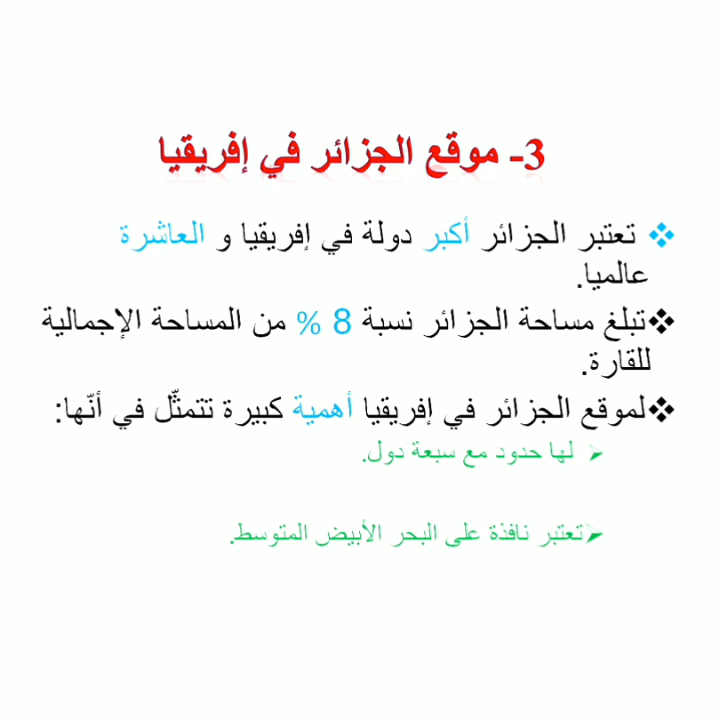 3- موقع الجزائر في إفريقيا
❖ تعتبر الجزائر أكبر دولة في إفريقيا و العاشرة
عالميا.
❖تبلغ مساحة الجزائر نسبة 8 % من المساحة الإجمالية
للقارة.
❖لموقع الجزائر في إفريقيا أهمية كبيرة تتمثّل في أنّها:
➢ لها حدود مع سبعة دول.
➢تعتبر نافذة على البحر الأبيض المتوسط.